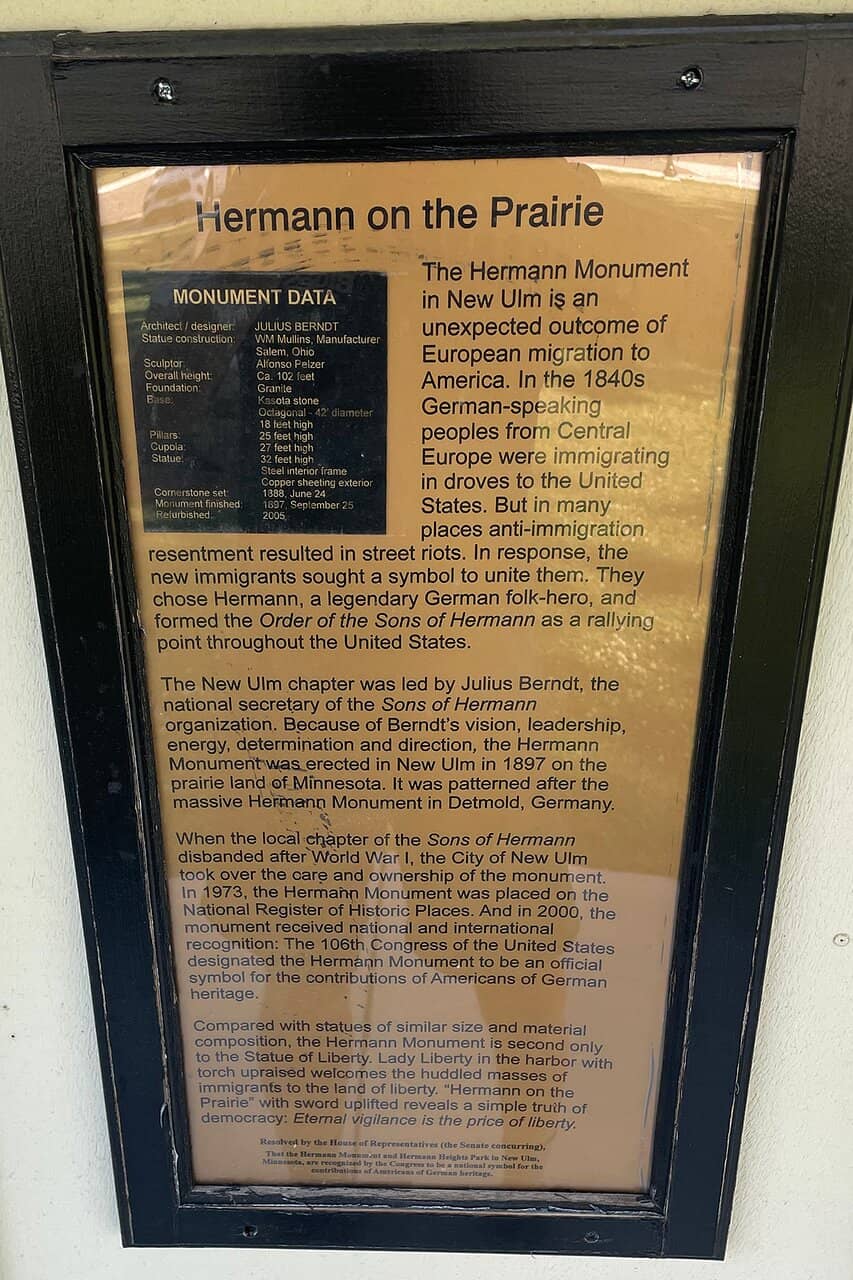 Hermann on the Prairie
MONUMENT DATA
Architect / designer: JULIUS BERNDT
Statue construction: WM Mullins, Manufacturer
Salem, Ohio
Sculptor: Alfonso Pelzer
Overall height: Ca. 102 feet
Foundation: Granite
Base: Kasota stone
Octagonal - 42' diameter
18 feet high
Pillars: 25 feet high
Cupola: 27 feet high
Statue: 32 feet high
Steel interior frame
Copper sheeting exterior
Cornerstone set: 1888, June 24
Monument finished: 1897, September 25
Refurbished: 2005
The Hermann Monument
in New Ulm is an
unexpected outcome of
European migration to
America. In the 1840s
German-speaking
peoples from Central
Europe were immigrating
in droves to the United
States. But in many
places anti-immigration
resentment resulted in street riots. In response, the
new immigrants sought a symbol to unite them. They
chose Hermann, a legendary German folk-hero, and
formed the Order of the Sons of Hermann as a rallying
point throughout the United States.
The New Ulm chapter was led by Julius Berndt, the
national secretary of the Sons of Hermann
organization. Because of Berndt's vision, leadership,
energy, determination and direction, the Hermann
Monument was erected in New Ulm in 1897 on the
prairie land of Minnesota. It was patterned after the
massive Hermann Monument in Detmold, Germany.
When the local chapter of the Sons of Hermann
disbanded after World War I, the City of New Ulm
took over the care and ownership of the monument.
In 1973, the Hermann Monument was placed on the
National Register of Historic Places. And in 2000, the
monument received national and international
recognition: The 106th Congress of the United States
designated the Hermann Monument to be an official
symbol for the contributions of Americans of German
heritage.
Compared with statues of similar size and material
composition, the Hermann Monument is second only
to the Statue of Liberty. Lady Liberty in the harbor with
torch upraised welcomes the huddled masses of
immigrants to the land of liberty. "Hermann on the
Prairie" with sword uplifted reveals a simple truth of
democracy: Eternal vigilance is the price of liberty.
Resolved by the House of Representatives (the Senate concurring),
That the Hermann Monument and Hermann Heights Park in New Ulm,
Minnesota, are recognized by the Congress to be a national symbol for the
contributions of Americans of German heritage.